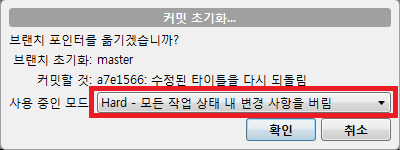 커밋 초기화...
브랜치 포인터를 옮기겠습니까?
브랜치 초기화: master
커밋할 것: a7e1566: 수정된 타이틀을 다시 되돌림
사용 중인 모드: Hard - 모든 작업 상태 내 변경 사항을 버림
확인 취소